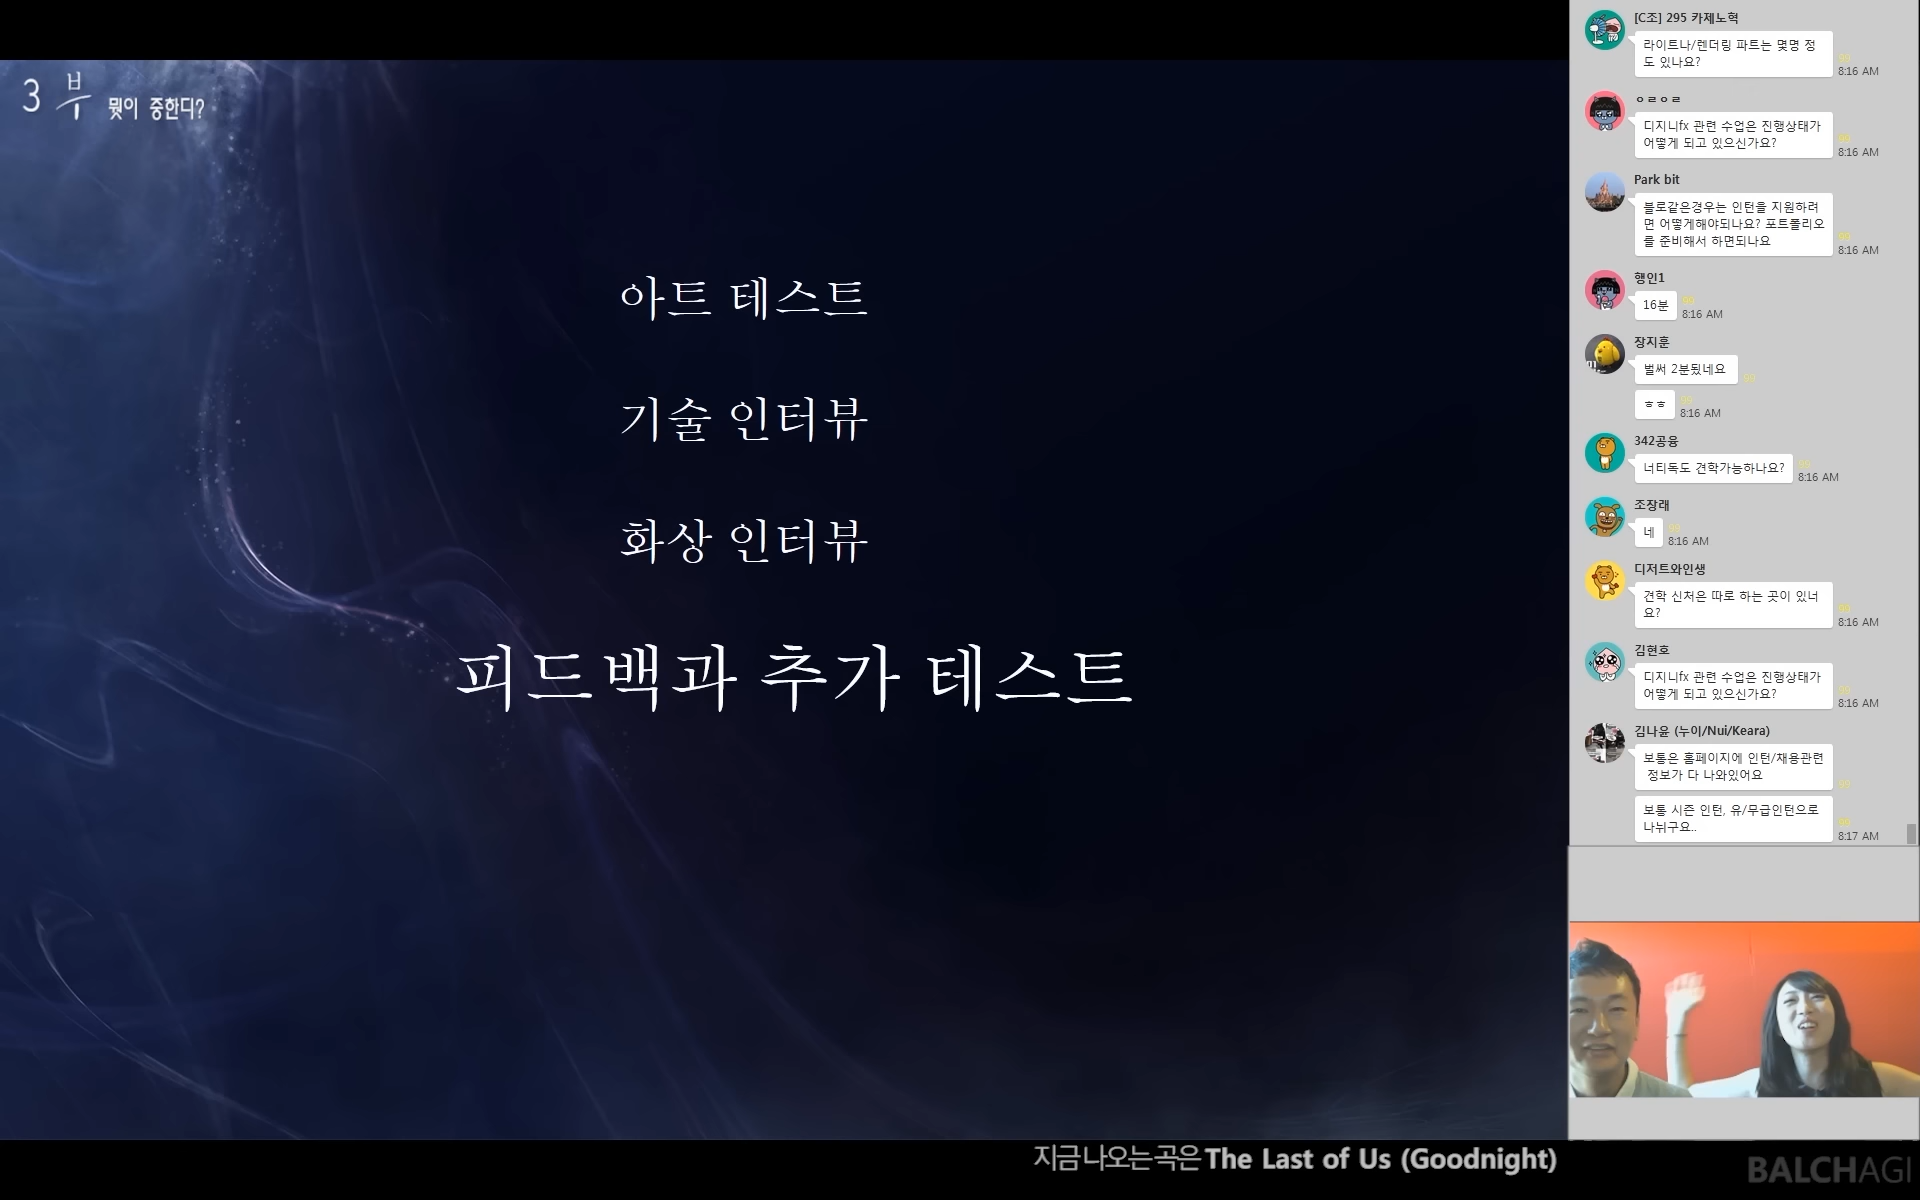 3 부 뭣이 중한디?
아트 테스트
기술 인터뷰
화상 인터뷰
피드백과 추가 테스트
[C조] 295 카제노혁
라이트나/렌더링 파트는 몇명 정
도 있나요?
99
8:16 AM
ㅇㄹㅇㄹ
디지니fx 관련 수업은 진행상태가
어떻게 되고 있으신가요?
99
8:16 AM
Park bit
블로같은경우는 인턴을 지원하려
면 어떻게해야되나요? 포트폴리오
를 준비해서 하면되나요
99
8:16 AM
행인1
16분
99
8:16 AM
장지훈
벌써 2분됬네요
99
ㅎㅎ
99
8:16 AM
342공융
너티독도 견학가능하나요?
99
8:16 AM
조장래
네
99
8:16 AM
디저트와인생
견학 신처은 따로 하는 곳이 있너
요?
99
8:16 AM
김현호
디지니fx 관련 수업은 진행상태가
어떻게 되고 있으신가요?
99
8:16 AM
김나윤 (누이/Nui/Keara)
보통은 홈페이지에 인턴/채용관련
정보가 다 나와있어요
99
보통 시즌 인턴, 유/무급인턴으로
나뉘구요..
99
8:17 AM
지금나오는곡은 The Last of Us (Goodnight)
BALCHAGI